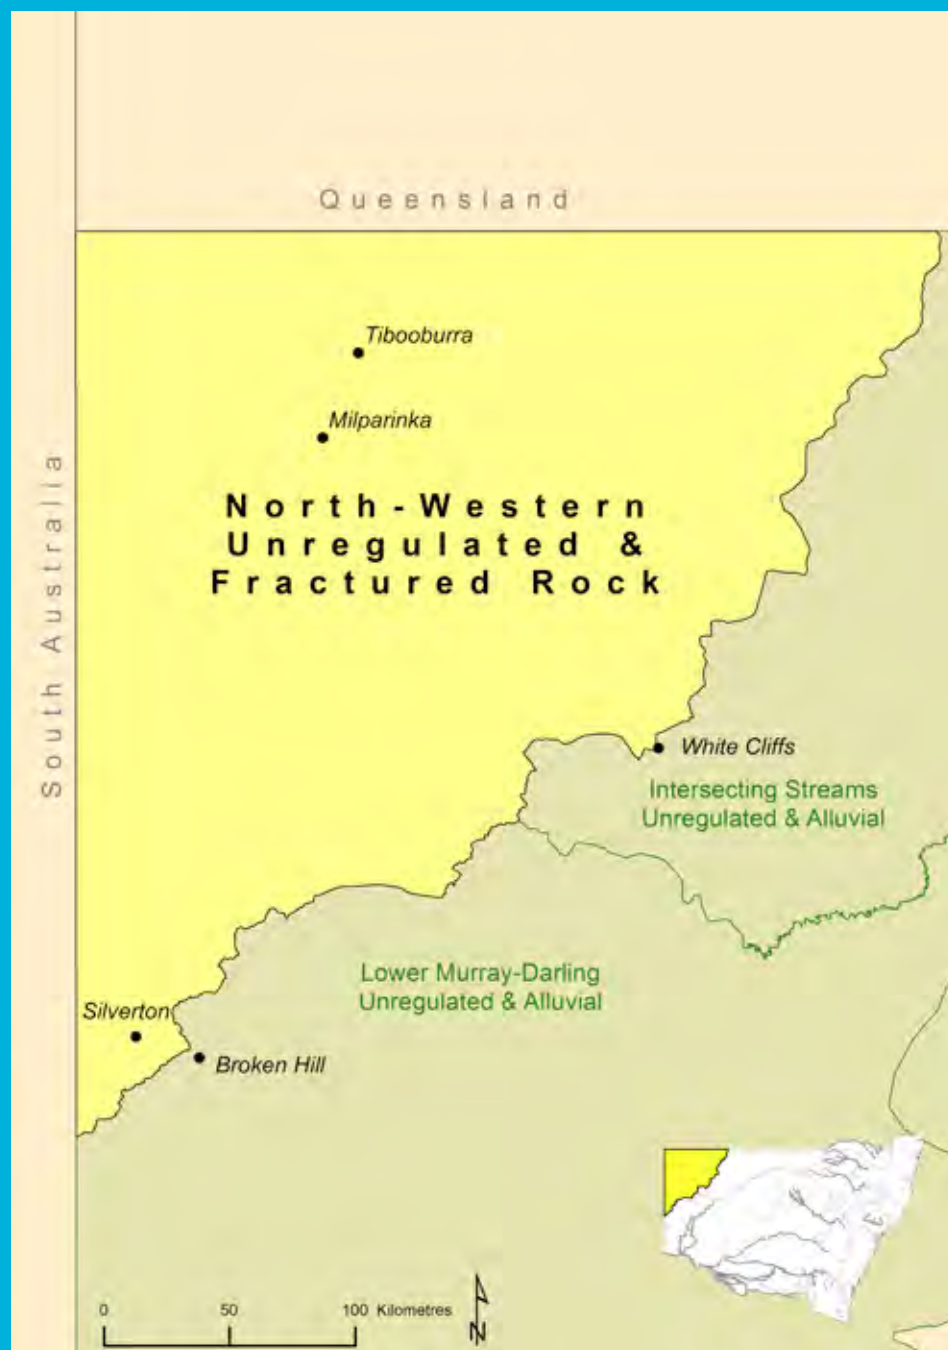 Queensland
Tibooburra
Milparinka
South Australia
North-Western
Unregulated &
Fractured Rock
White Cliffs
Intersecting Streams
Unregulated & Alluvial
Lower Murray-Darling
Unregulated & Alluvial
Silverton
Broken Hill
0 50 100 Kilometres
N